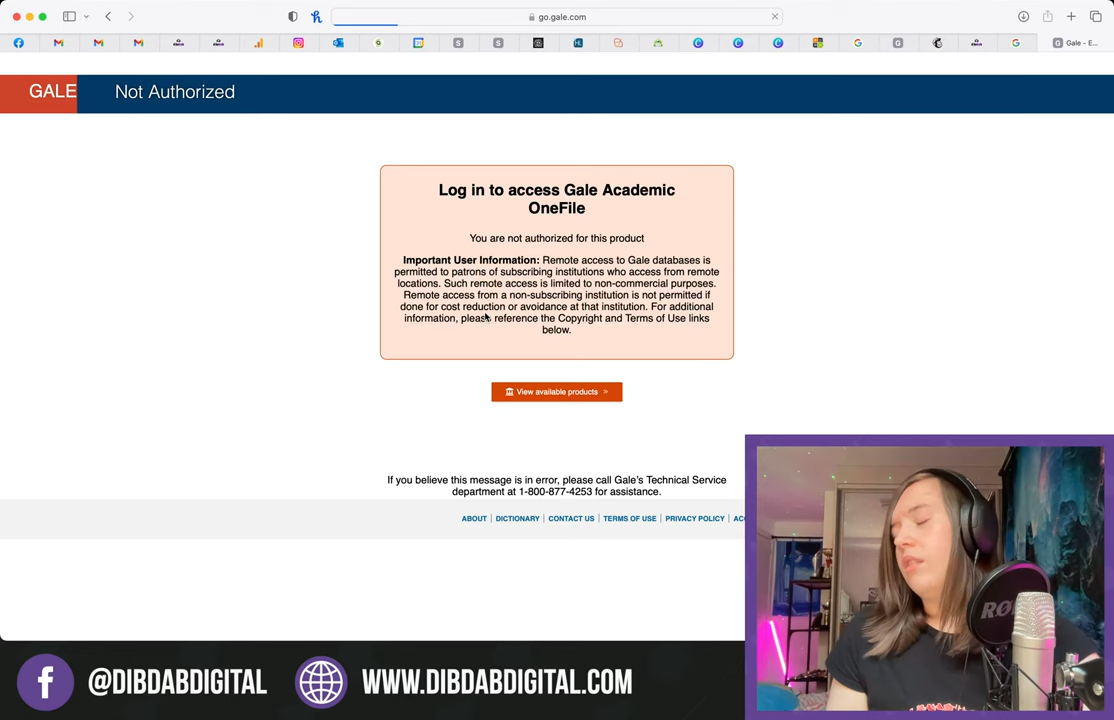 go.gale.com
Gale - E...
GALE
Not Authorized
Log in to access Gale Academic
OneFile
You are not authorized for this product
Important User Information: Remote access to Gale databases is
permitted to patrons of subscribing institutions who access from remote
locations. Such remote access is limited to non-commercial purposes.
Remote access from a non-subscribing institution is not permitted if
done for cost reduction or avoidance at that institution. For additional
information, please reference the Copyright and Terms of Use links
below.
View available products »
If you believe this message is in error, please call Gale's Technical Service
department at 1-800-877-4253 for assistance.
ABOUT | DICTIONARY | CONTACT US | TERMS OF USE | PRIVACY POLICY | AC
RØ
@DIBDABDIGITAL
WWW.DIBDABDIGITAL.COM